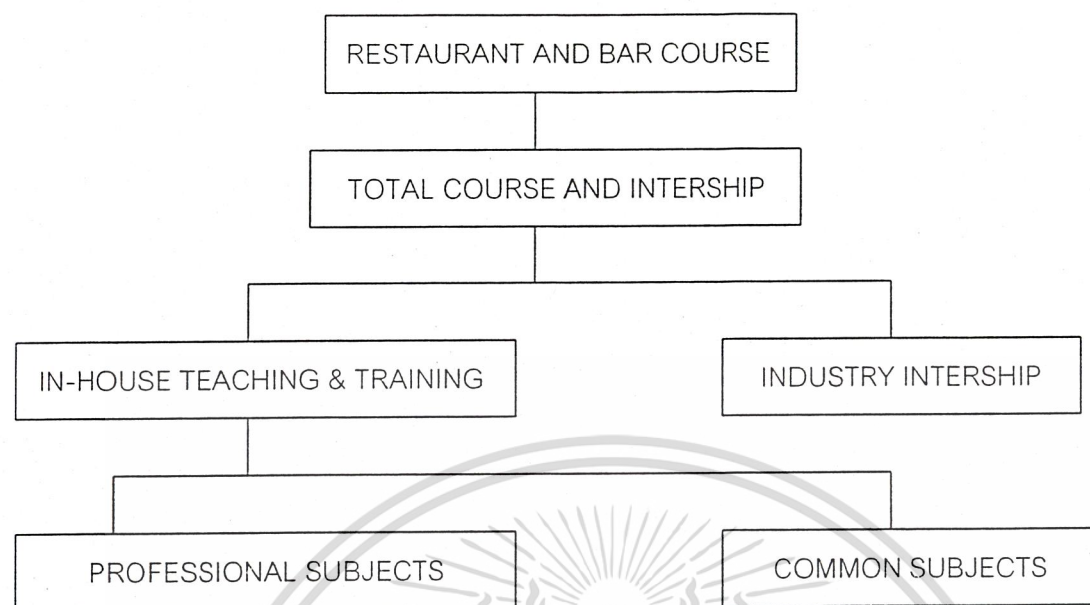 RESTAURANT AND BAR COURSE
TOTAL COURSE AND INTERSHIP
IN-HOUSE TEACHING & TRAINING
INDUSTRY INTERSHIP
PROFESSIONAL SUBJECTS
COMMON SUBJECTS